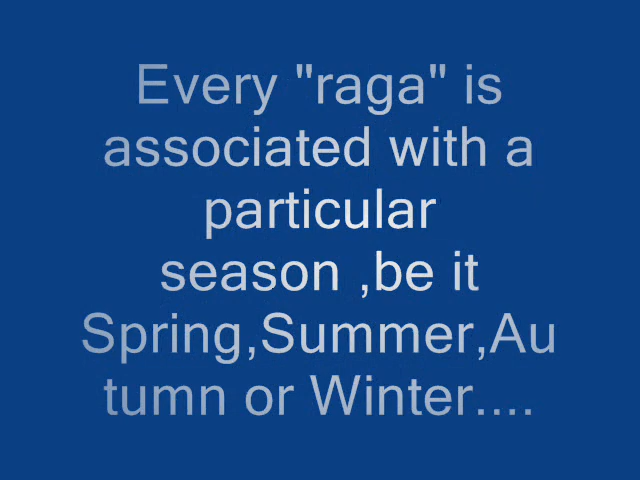 Every "raga" is
associated with a
particular
season ,be it
Spring,Summer,Au
tumn or Winter....